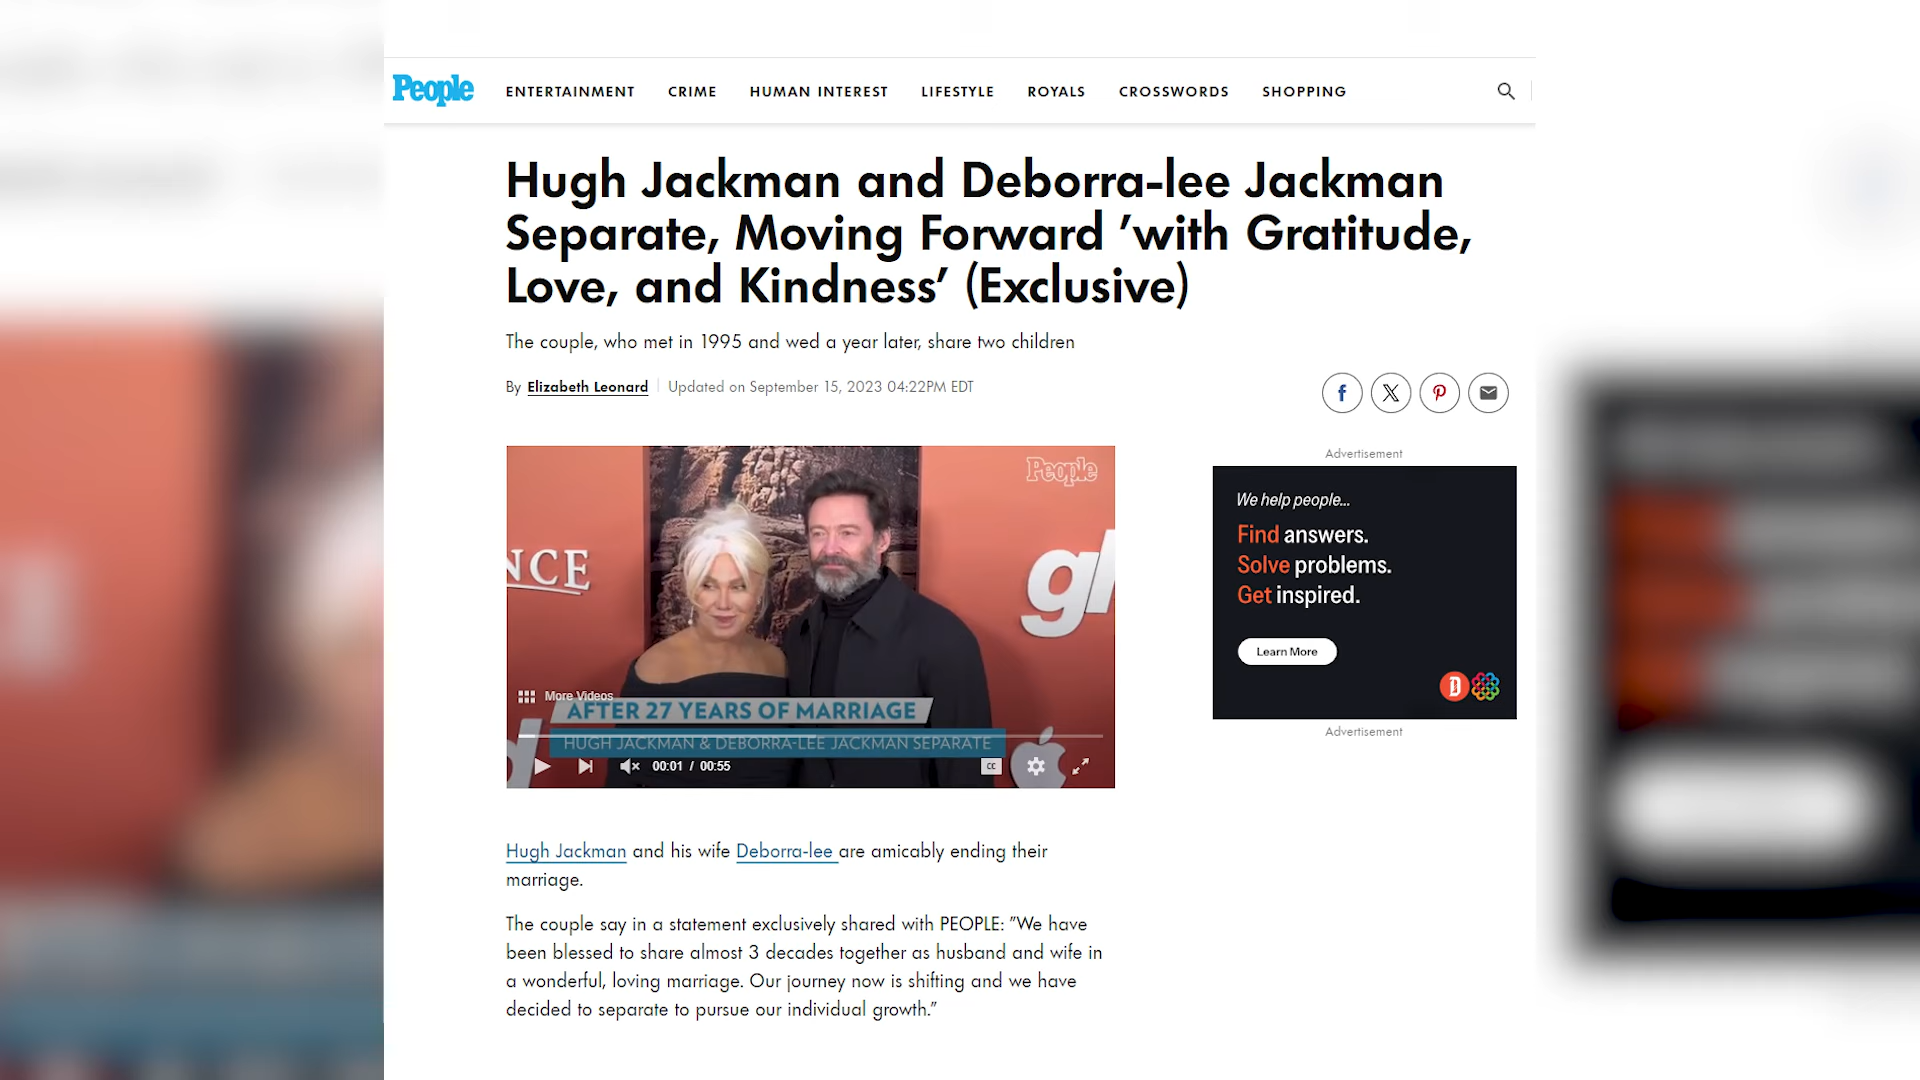 People
ENTERTAINMENT CRIME HUMAN INTEREST LIFESTYLE ROYALS CROSSWORDS SHOPPING
Hugh Jackman and Deborra-lee Jackman
Separate, Moving Forward 'with Gratitude,
Love, and Kindness' (Exclusive)
The couple, who met in 1995 and wed a year later, share two children
By Elizabeth Leonard Updated on September 15, 2023 04:22PM EDT
f X P
People
NCE
More Videos
AFTER 27 YEARS OF MARRIAGE
HUGH JACKMAN & DEBORRA-LEE JACKMAN SEPARATE
00:01 / 00:55
CC
Advertisement
We help people...
Find answers.
Solve problems.
Get inspired.
Learn More
D
Advertisement
Hugh Jackman and his wife Deborra-lee are amicably ending their
marriage.
The couple say in a statement exclusively shared with PEOPLE: "We have
been blessed to share almost 3 decades together as husband and wife in
a wonderful, loving marriage. Our journey now is shifting and we have
decided to separate to pursue our individual growth."